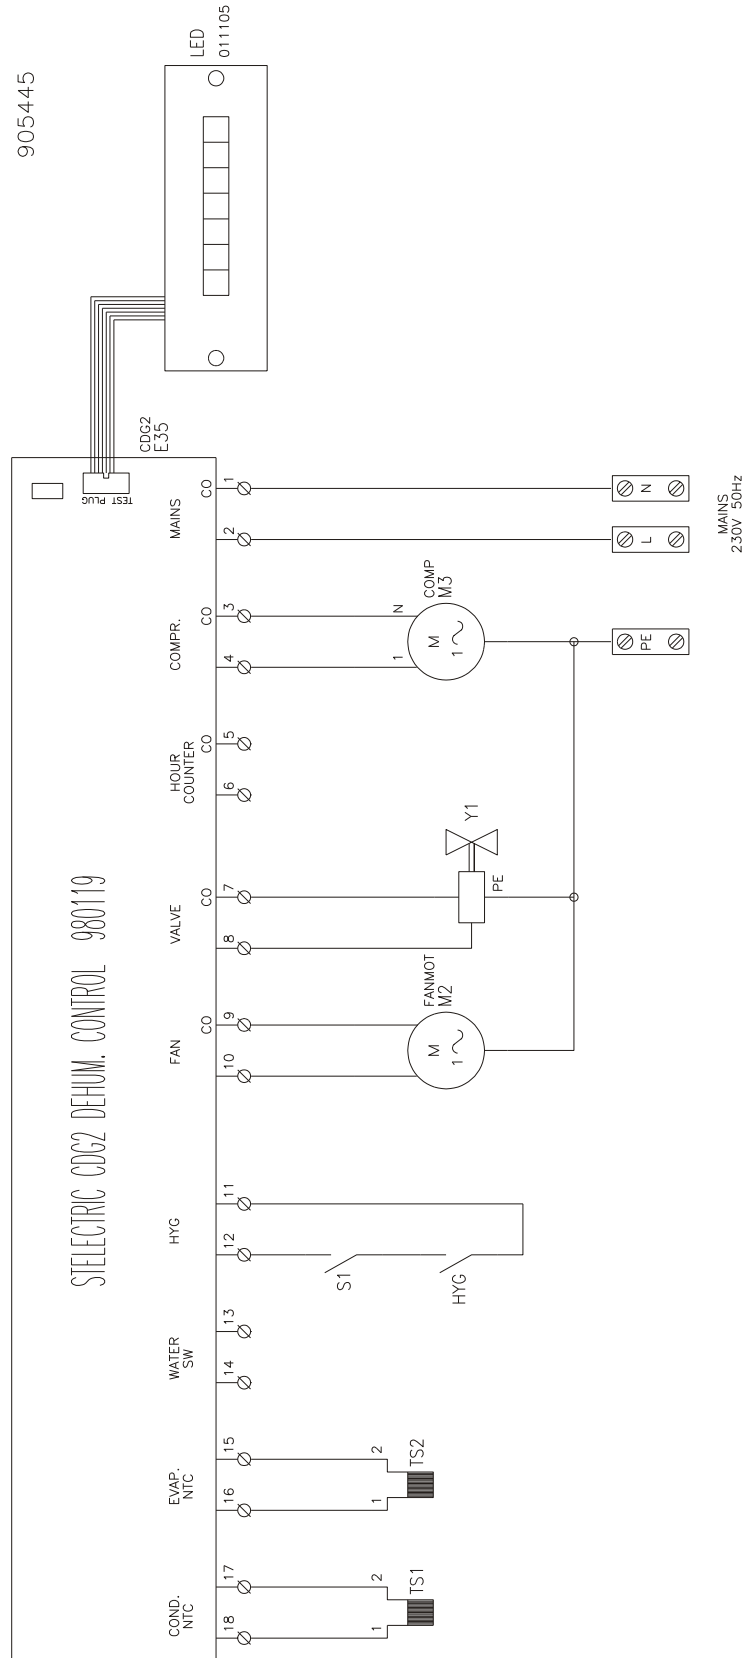 905445
LED
011105
CDG2
E35
TEST PLUG
STELECTRIC CDG2 DEHUM. CONTROL 980119
MAINS
CO
1
2
COMPR.
CO
3
4
HOUR
COUNTER
CO
5
6
VALVE
CO
7
8
FAN
CO
9
10
HYG
11
12
WATER
SW
13
14
EVAP.
NTC
15
16
COND.
NTC
17
18
N
L
MAINS
230V 50Hz
PE
COMP
M3
N
1
M
1
Y1
PE
FANMOT
M2
M
1
S1
HYG
2
1
TS2
2
1
TS1